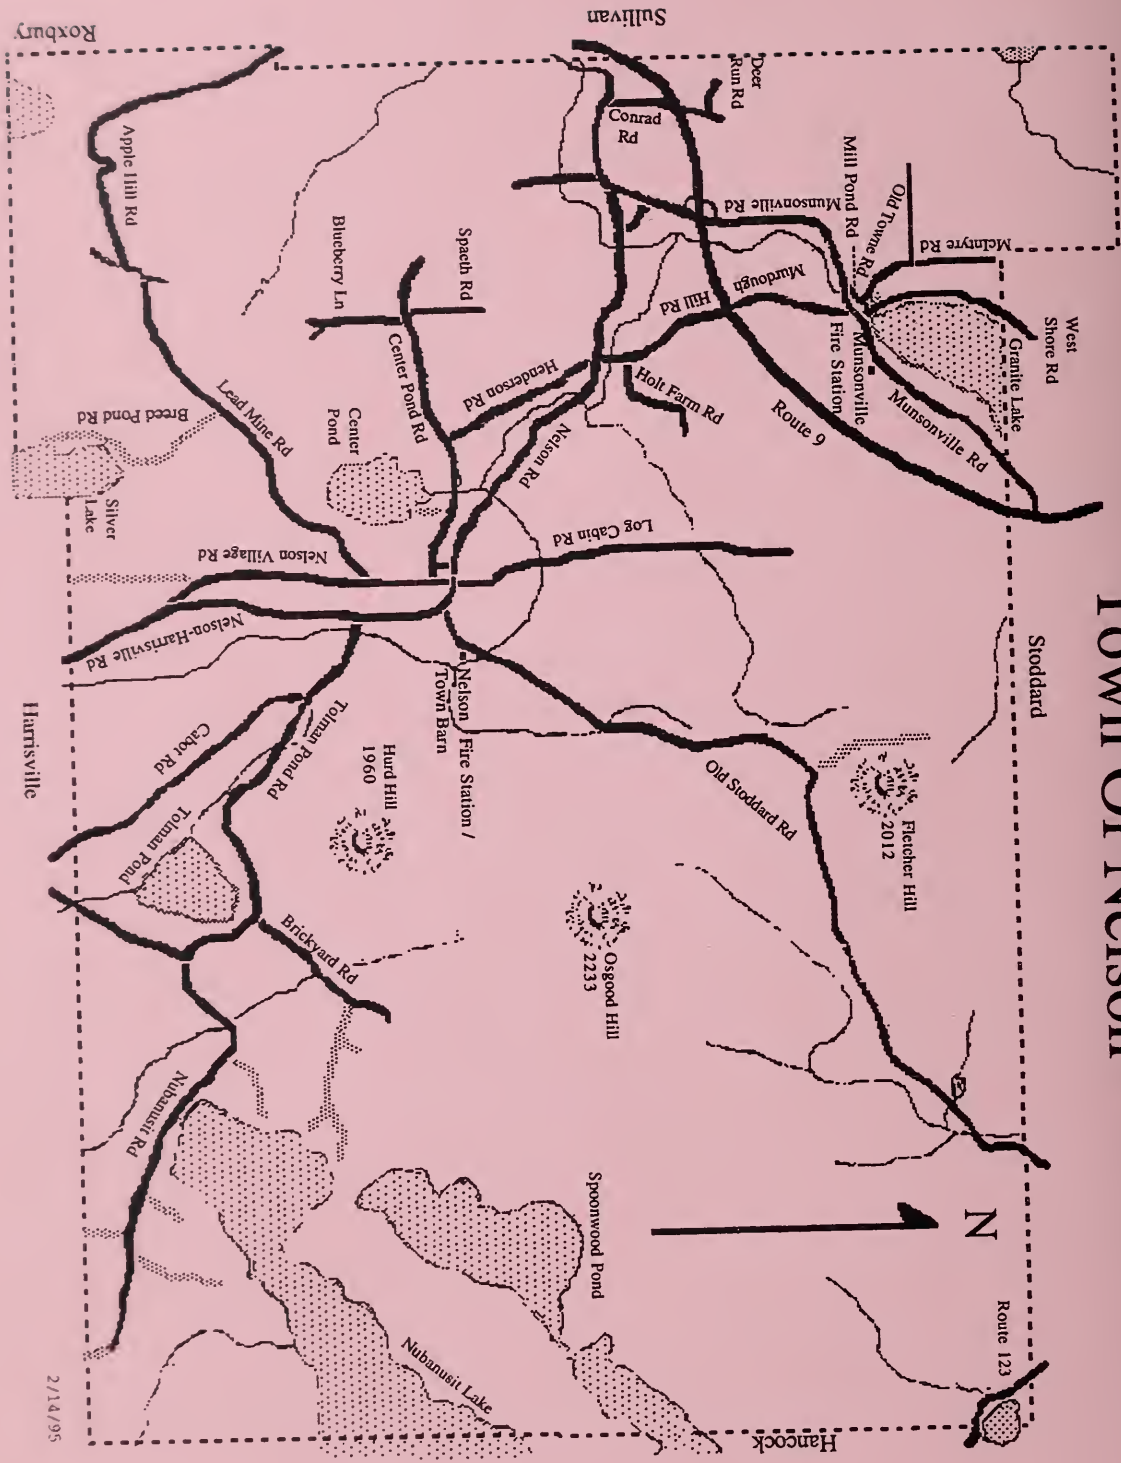 Town Of Nelson
Stoddard
Sullivan
Roxbury
Harrisville
Hancock
N
Route 123
West
Shore Rd
Granite Lake
McIntyre Rd
Old Towne Rd
Mill Pond Rd
Munsonville Rd
Munsonville
Fire Station
Munsonville Rd
Murdough
Hill Rd
Deer
Run Rd
Conrad
Rd
Route 9
Holt Farm Rd
Henderson Rd
Nelson Rd
Log Cabin Rd
Spaeth Rd
Blueberry Ln
Center Pond Rd
Center
Pond
Apple Hill Rd
Lead Mine Rd
Breed Pond Rd
Silver
Lake
Nelson Village Rd
Nelson-Harrisville Rd
Nelson Fire Station /
Town Barn
Old Stoddard Rd
Fletcher Hill
2012
Osgood Hill
2233
Hurd Hill
1960
Tolman Pond Rd
Cabot Rd
Tolman Pond
Brickyard Rd
Nubanusit Rd
Spoonwood Pond
Nubanusit Lake
2/14/95